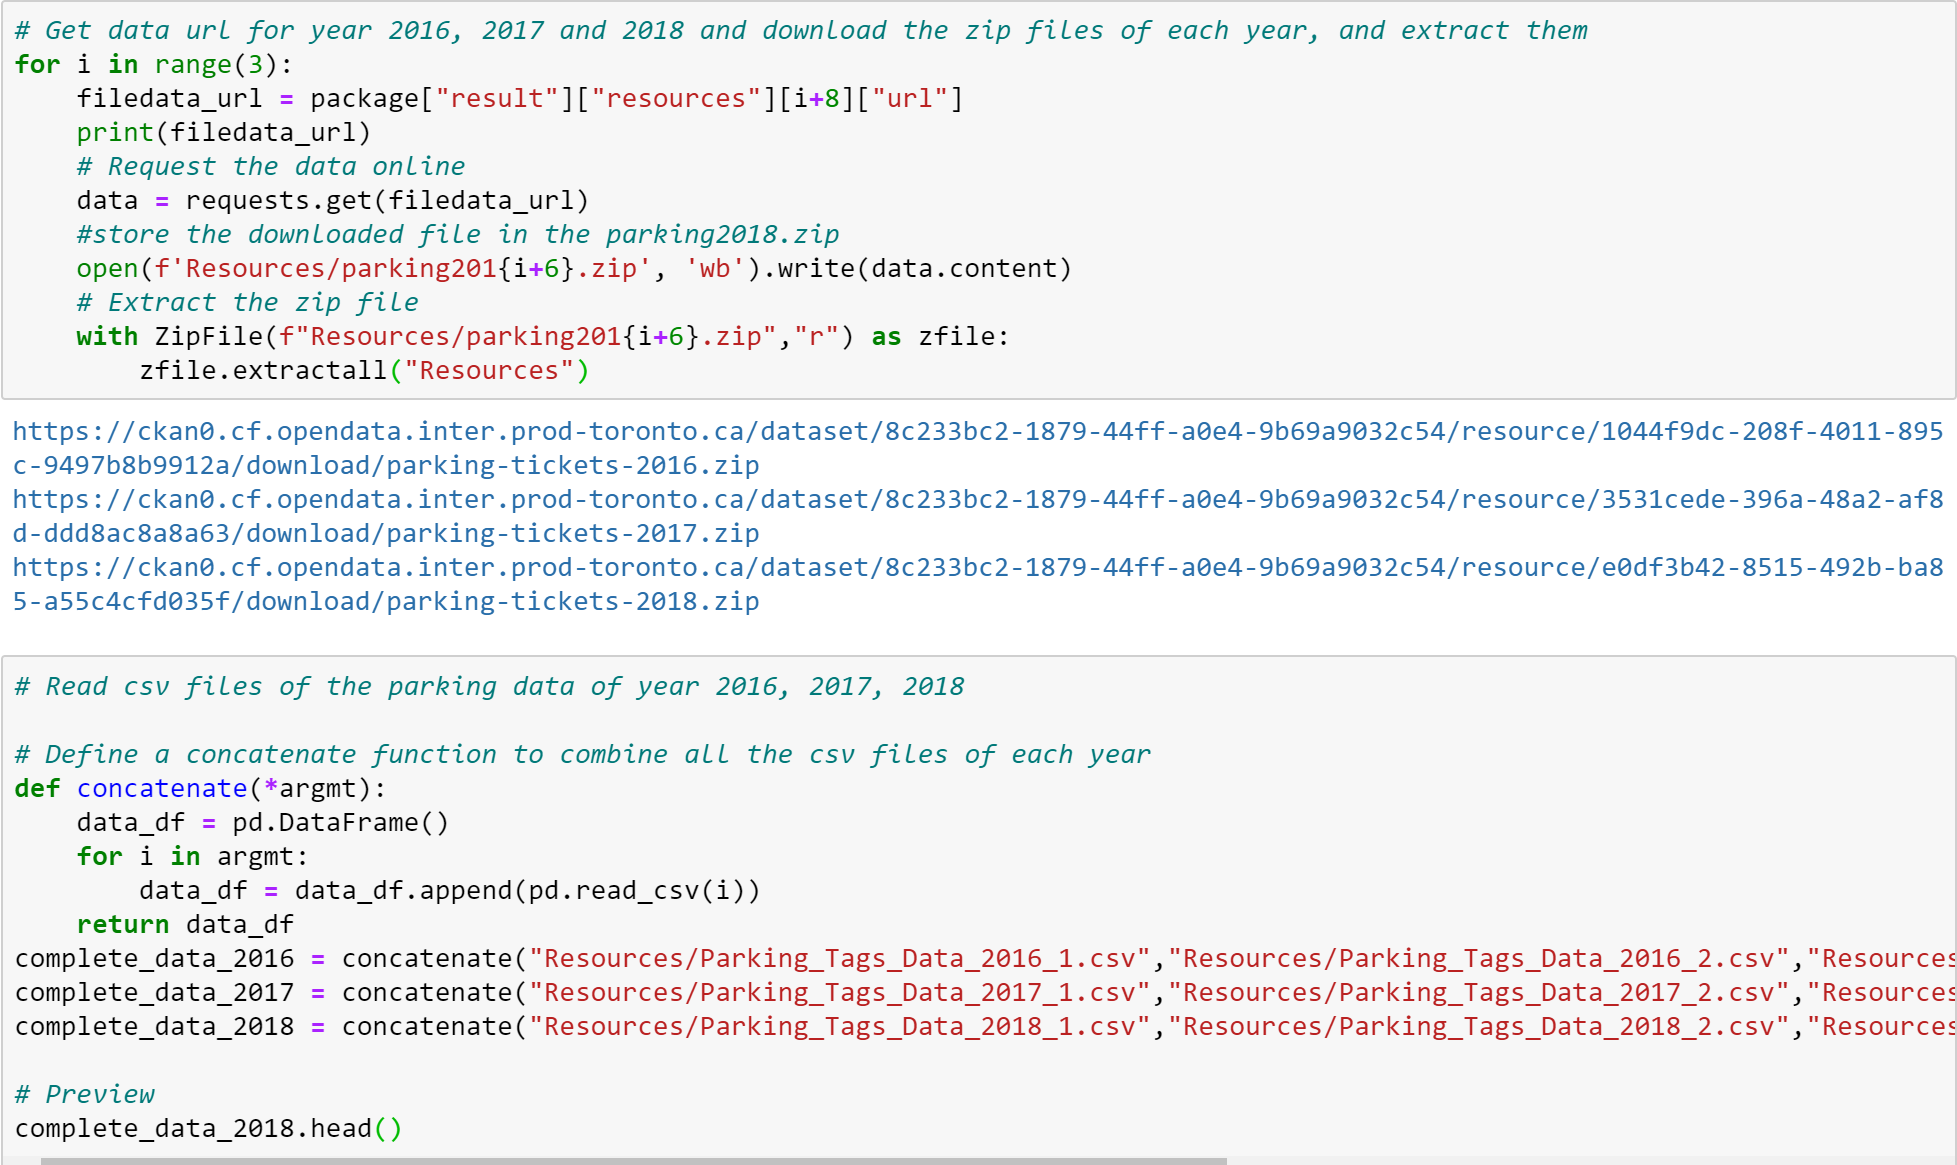 # Get data url for year 2016, 2017 and 2018 and download the zip files of each year, and extract them
for i in range(3):
    filedata_url = package["result"]["resources"][i+8]["url"]
    print(filedata_url)
    # Request the data online
    data = requests.get(filedata_url)
    #store the downloaded file in the parking2018.zip
    open(f'Resources/parking201{i+6}.zip', 'wb').write(data.content)
    # Extract the zip file
    with ZipFile(f"Resources/parking201{i+6}.zip","r") as zfile:
        zfile.extractall("Resources")
https://ckan0.cf.opendata.inter.prod-toronto.ca/dataset/8c233bc2-1879-44ff-a0e4-9b69a9032c54/resource/1044f9dc-208f-4011-895
c-9497b8b9912a/download/parking-tickets-2016.zip
https://ckan0.cf.opendata.inter.prod-toronto.ca/dataset/8c233bc2-1879-44ff-a0e4-9b69a9032c54/resource/3531cede-396a-48a2-af8
d-ddd8ac8a8a63/download/parking-tickets-2017.zip
https://ckan0.cf.opendata.inter.prod-toronto.ca/dataset/8c233bc2-1879-44ff-a0e4-9b69a9032c54/resource/e0df3b42-8515-492b-ba8
5-a55c4cfd035f/download/parking-tickets-2018.zip
# Read csv files of the parking data of year 2016, 2017, 2018
# Define a concatenate function to combine all the csv files of each year
def concatenate(*argmt):
    data_df = pd.DataFrame()
    for i in argmt:
        data_df = data_df.append(pd.read_csv(i))
    return data_df
complete_data_2016 = concatenate("Resources/Parking_Tags_Data_2016_1.csv","Resources/Parking_Tags_Data_2016_2.csv","Resources
complete_data_2017 = concatenate("Resources/Parking_Tags_Data_2017_1.csv","Resources/Parking_Tags_Data_2017_2.csv","Resources
complete_data_2018 = concatenate("Resources/Parking_Tags_Data_2018_1.csv","Resources/Parking_Tags_Data_2018_2.csv","Resources
# Preview
complete_data_2018.head()